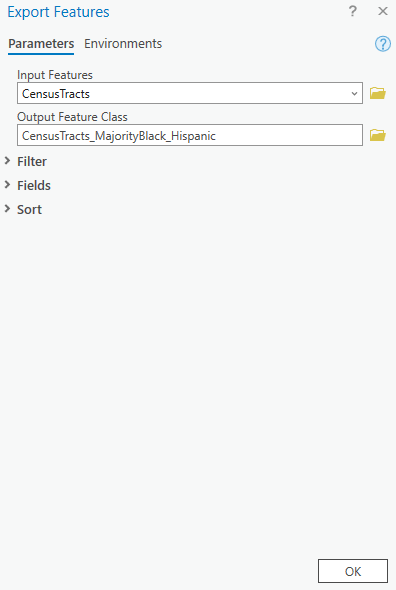 Export Features ? ×
Parameters Environments ?
Input Features
CensusTracts
Output Feature Class
CensusTracts_MajorityBlack_Hispanic
Filter
Fields
Sort
OK